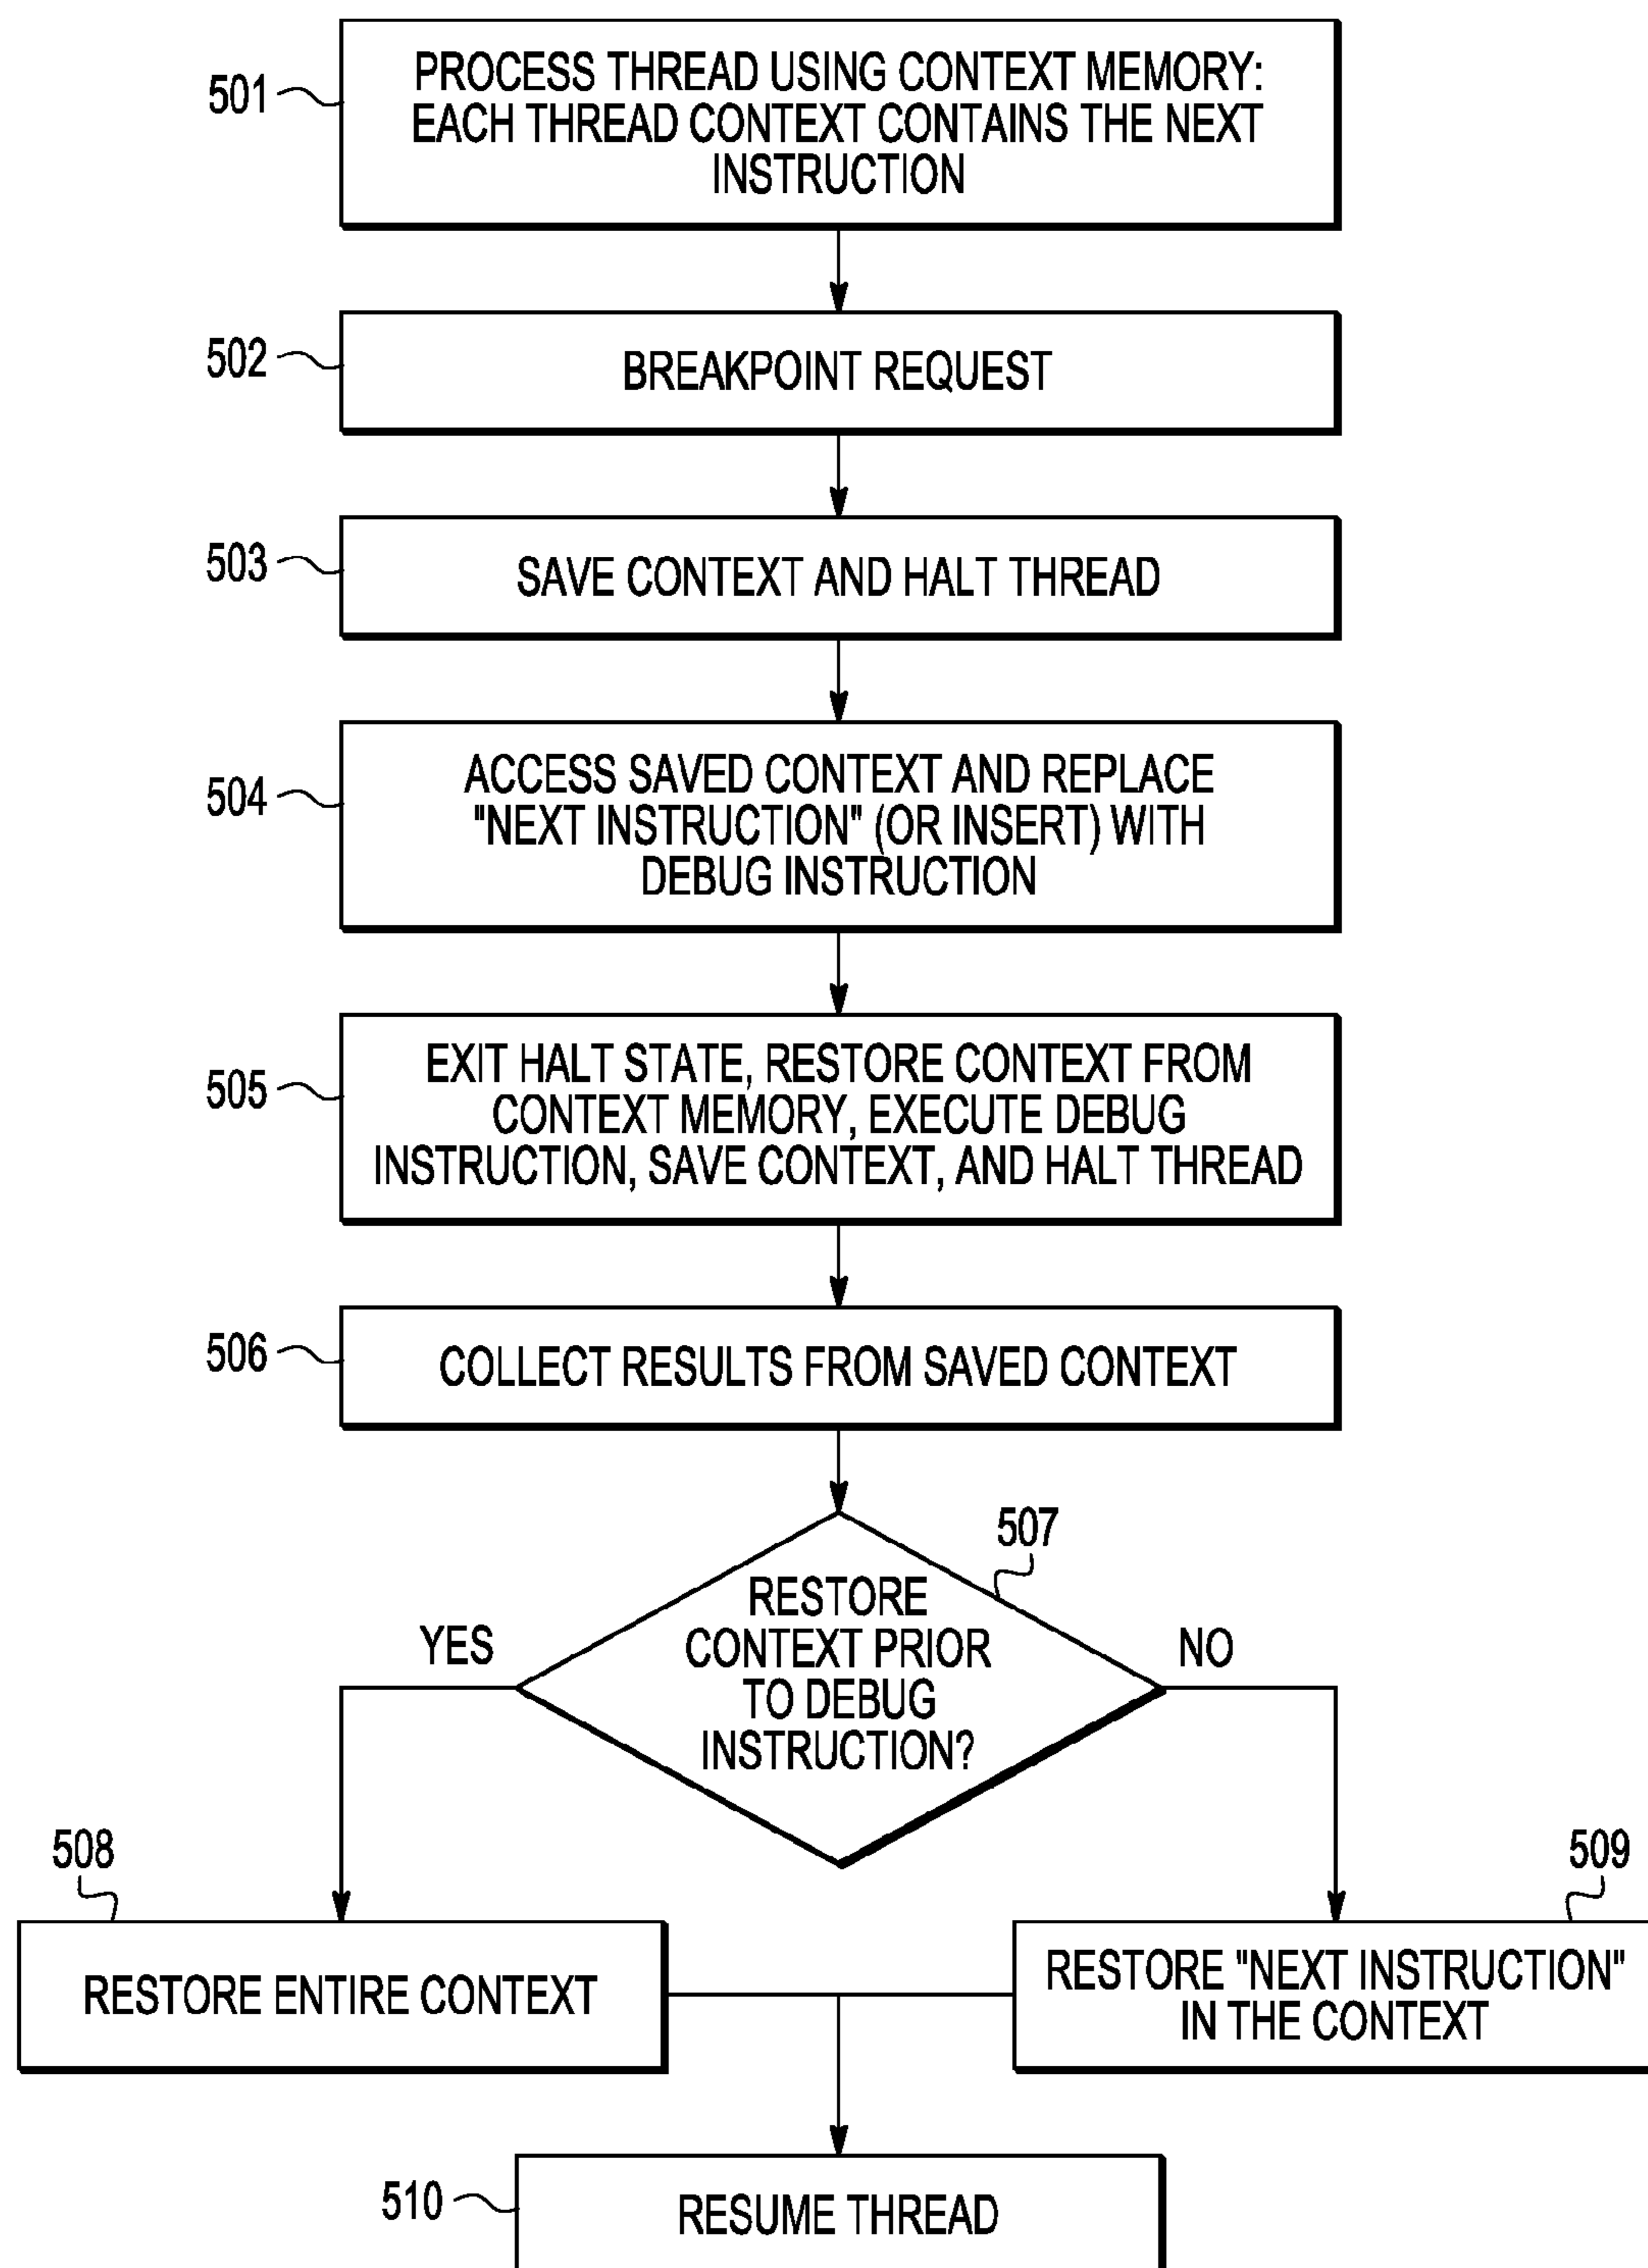 501
PROCESS THREAD USING CONTEXT MEMORY:
EACH THREAD CONTEXT CONTAINS THE NEXT
INSTRUCTION
502
BREAKPOINT REQUEST
503
SAVE CONTEXT AND HALT THREAD
504
ACCESS SAVED CONTEXT AND REPLACE
"NEXT INSTRUCTION" (OR INSERT) WITH
DEBUG INSTRUCTION
505
EXIT HALT STATE, RESTORE CONTEXT FROM
CONTEXT MEMORY, EXECUTE DEBUG
INSTRUCTION, SAVE CONTEXT, AND HALT THREAD
506
COLLECT RESULTS FROM SAVED CONTEXT
507
RESTORE
CONTEXT PRIOR
TO DEBUG
INSTRUCTION?
YES
NO
508
RESTORE ENTIRE CONTEXT
509
RESTORE "NEXT INSTRUCTION"
IN THE CONTEXT
510
RESUME THREAD